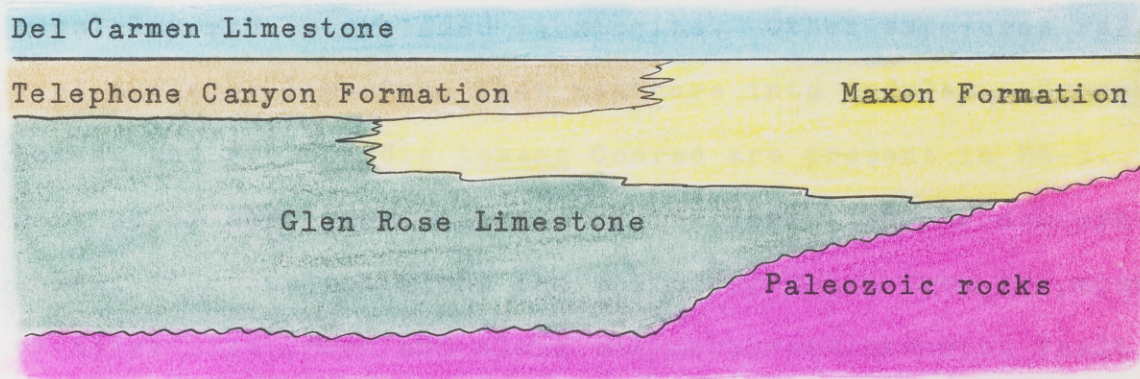 Del Carmen Limestone
Telephone Canyon Formation
Maxon Formation
Glen Rose Limestone
Paleozoic rocks